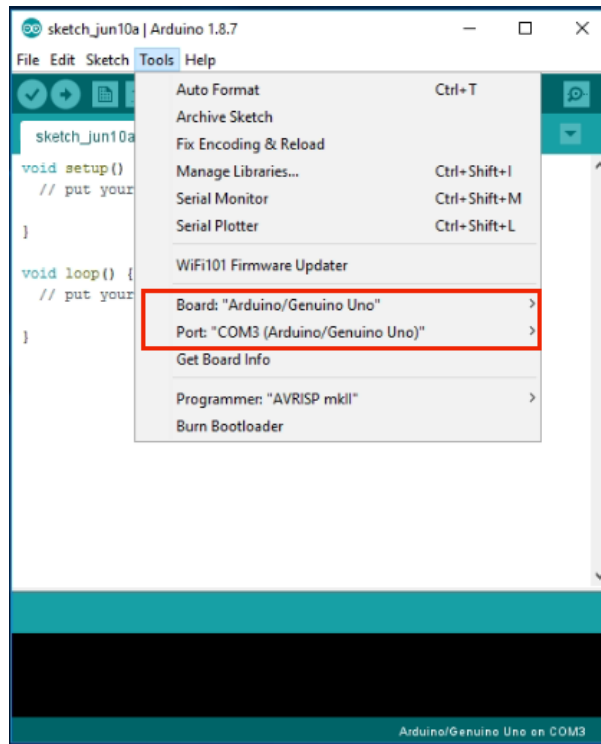 sketch_jun10a | Arduino 1.8.7
File Edit Sketch Tools Help
sketch_jun10a
Auto Format Ctrl+T
Archive Sketch
Fix Encoding & Reload
Manage Libraries... Ctrl+Shift+I
Serial Monitor Ctrl+Shift+M
Serial Plotter Ctrl+Shift+L
WiFi101 Firmware Updater
Board: "Arduino/Genuino Uno"
Port: "COM3 (Arduino/Genuino Uno)"
Get Board Info
Programmer: "AVRISP mkII"
Burn Bootloader
void setup()
// put your
}
void loop() {
// put your
}
Arduino/Genuino Uno on COM3